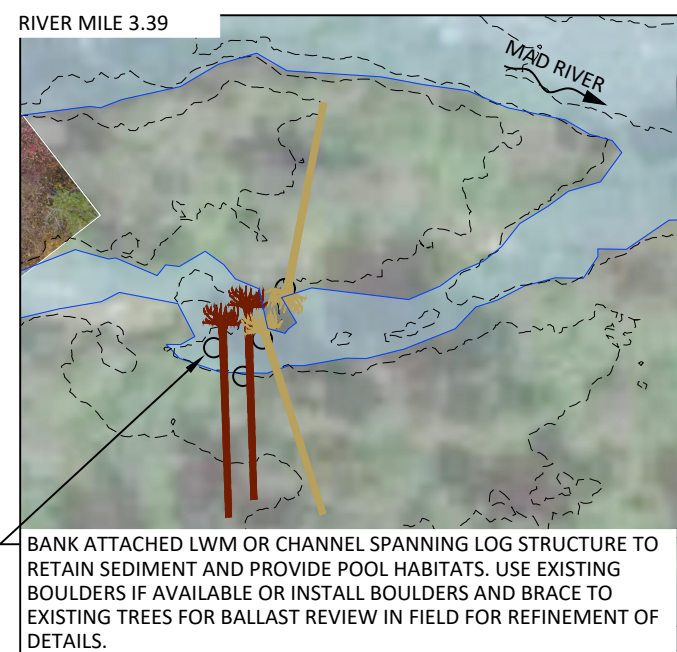 RIVER MILE 3.39
MAD RIVER
BANK ATTACHED LWM OR CHANNEL SPANNING LOG STRUCTURE TO
RETAIN SEDIMENT AND PROVIDE POOL HABITATS. USE EXISTING
BOULDERS IF AVAILABLE OR INSTALL BOULDERS AND BRACE TO
EXISTING TREES FOR BALLAST REVIEW IN FIELD FOR REFINEMENT OF
DETAILS.